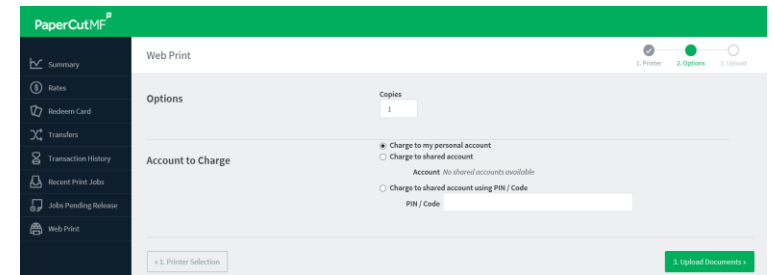 PaperCutMF P
Summary
Rates
Redeem Card
Transfers
Transaction History
Recent Print Jobs
Jobs Pending Release
Web Print
Web Print
1. Printer 2. Options 3. Upload
Options
Copies
1
Account to Charge
Charge to my personal account
Charge to shared account
Account No shared accounts available
Charge to shared account using PIN / Code
PIN / Code
« 1. Printer Selection
3. Upload Documents »